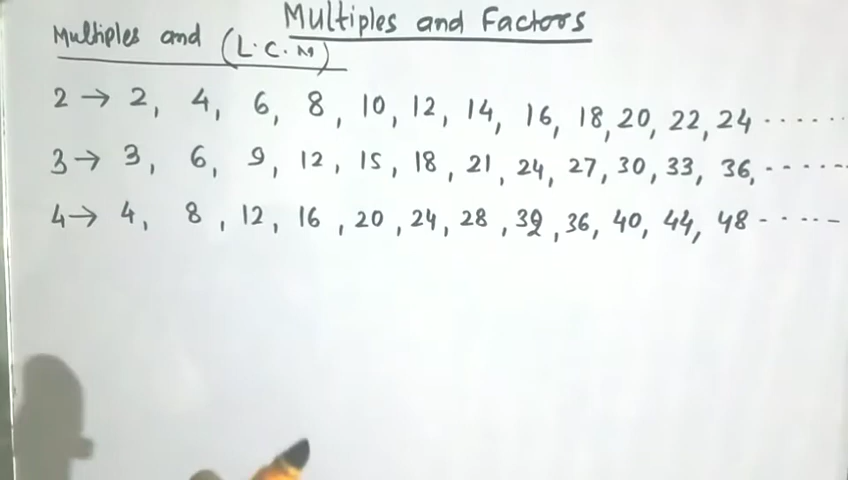 Multiples and Factors
Multiples and (L.C.M)
2 → 2, 4, 6, 8, 10, 12, 14, 16, 18, 20, 22, 24 ......
3 → 3, 6, 9, 12, 15, 18, 21, 24, 27, 30, 33, 36, ......
4 → 4, 8, 12, 16, 20, 24, 28, 32, 36, 40, 44, 48 ......